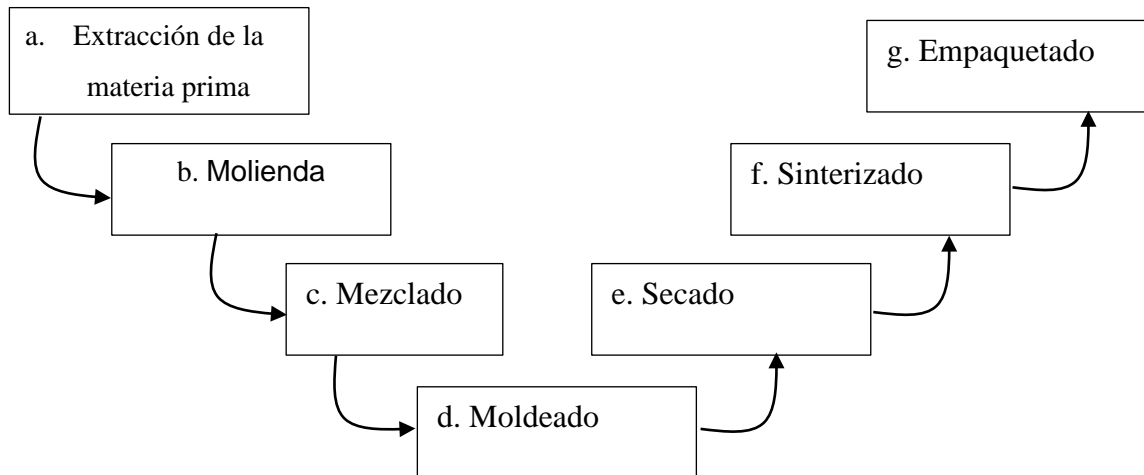 a. Extracción de la
materia prima
b. Molienda
c. Mezclado
d. Moldeado
e. Secado
f. Sinterizado
g. Empaquetado